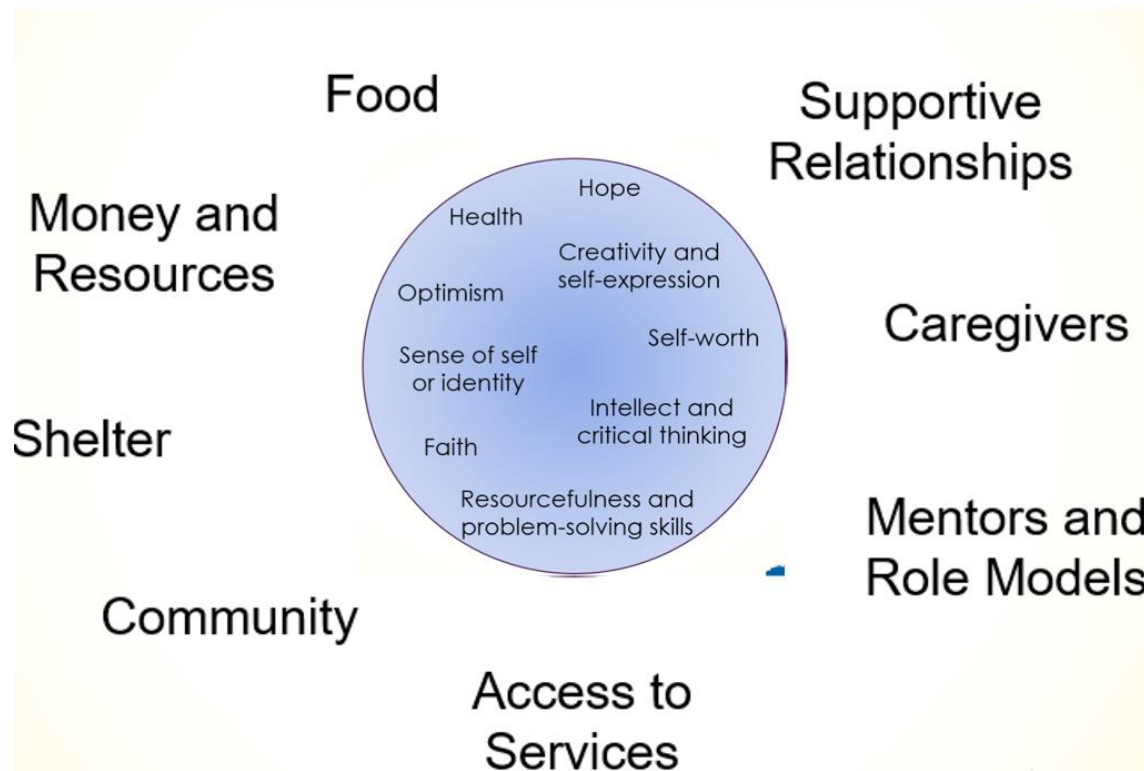 Food
Supportive
Relationships
Money and
Resources
Hope
Health
Creativity and
self-expression
Optimism
Self-worth
Caregivers
Sense of self
or identity
Intellect and
critical thinking
Shelter
Faith
Resourcefulness and
problem-solving skills
Mentors and
Role Models
Community
Access to
Services